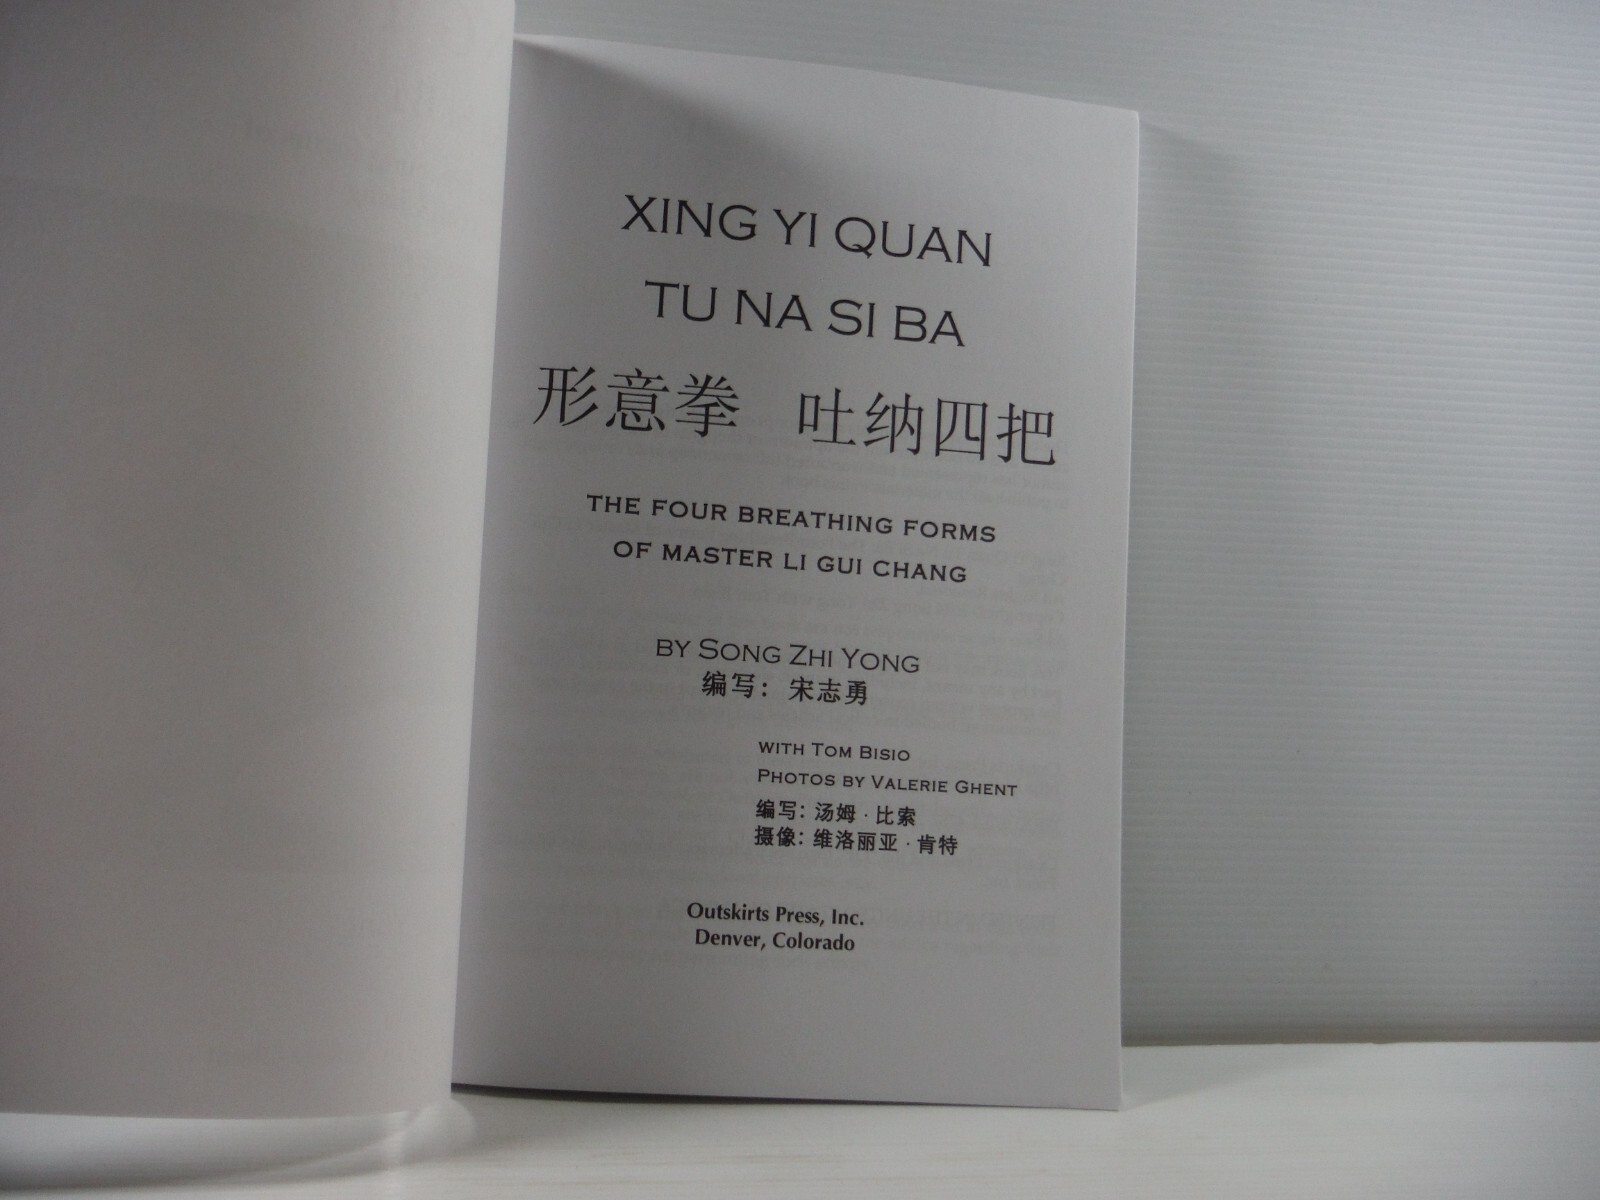 XING YI QUAN
TU NA SI BA
形意拳 吐纳四把
THE FOUR BREATHING FORMS
OF MASTER LI GUI CHANG
BY SONG ZHI YONG
编写： 宋志勇
WITH TOM BISIO
PHOTOS BY VALERIE GHENT
编写: 汤姆 · 比索
摄像: 维洛丽亚 · 肯特
Outskirts Press, Inc.
Denver, Colorado